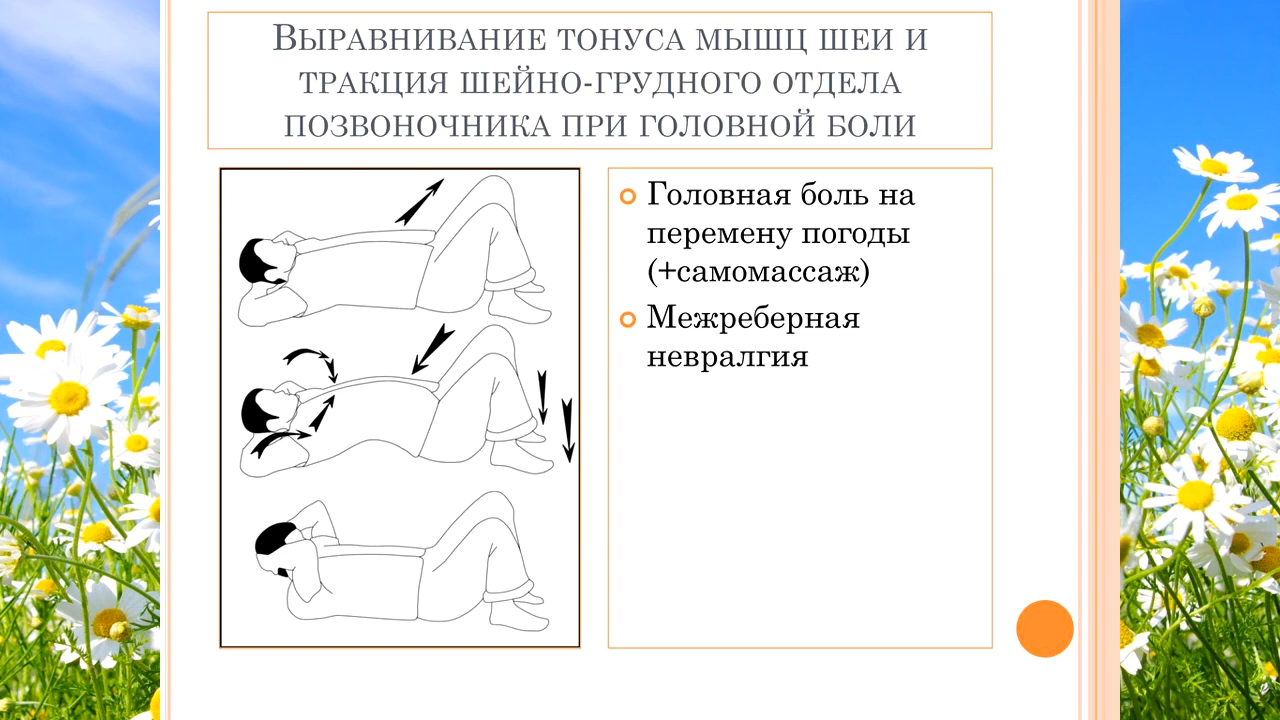 Выравнивание тонуса мышц шеи и
тракция шейно-грудного отдела
позвоночника при головной боли
Головная боль на
перемену погоды
(+самомассаж)
Межреберная
невралгия